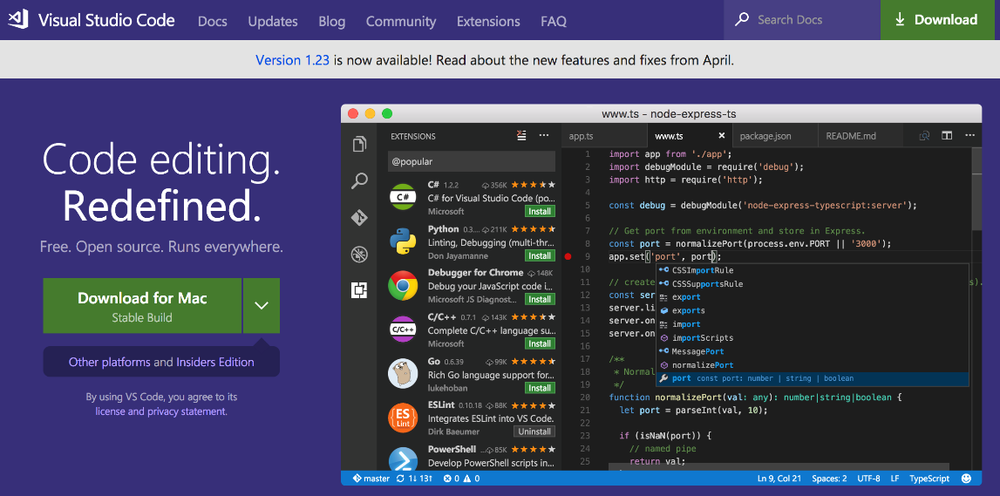 Visual Studio Code Docs Updates Blog Community Extensions FAQ Search Docs Download
Version 1.23 is now available! Read about the new features and fixes from April.
Code editing.
Redefined.
Free. Open source. Runs everywhere.
Download for Mac
Stable Build
Other platforms and Insiders Edition
By using VS Code, you agree to its
license and privacy statement.
www.ts - node-express-ts
EXTENSIONS
@popular
C# 1.2.2 356K
C# for Visual Studio Code (po...
Microsoft Install
Python 0.3.... 211K
Linting, Debugging (multi-thr...
Don Jayamanne Install
Debugger for Chrome 148K
Debug your JavaScript code i...
Microsoft JS Diagnost... Install
C/C++ 0.7.1 143K
Complete C/C++ language su...
Microsoft Install
Go 0.6.39 99K
Rich Go language support for...
lukehoban Install
ESLint 0.10.18 88K
Integrates ESLint into VS Code.
Dirk Baeumer Uninstall
PowerShell ... 85K
Develop PowerShell scripts in...
C#
C/C++
ES
Lint
app.ts www.ts package.json README.md
1 import app from './app';
2 import debugModule = require('debug');
3 import http = require('http');
4
5 const debug = debugModule('node-express-typescript:server');
6
7 // Get port from environment and store in Express.
8 const port = normalizePort(process.env.PORT || '3000');
9 app.set('port', port);
10
11 // create s).
12 const ser
13 server.li
14 server.on
15 server.on
16
17 /**
18 * Normal
19 */
20 function normalizePort(val: any): number|string|boolean {
21 let port = parseInt(val, 10);
22
23 if (isNaN(port)) {
24 // named pipe
25 return val;
CSSImportRule
CSSSupportsRule
export
exports
import
importScripts
MessagePort
normalizePort
port const port: number | string | boolean
master 1↓ 13↑ 0 0 Ln 9, Col 21 Spaces: 2 UTF-8 LF TypeScript